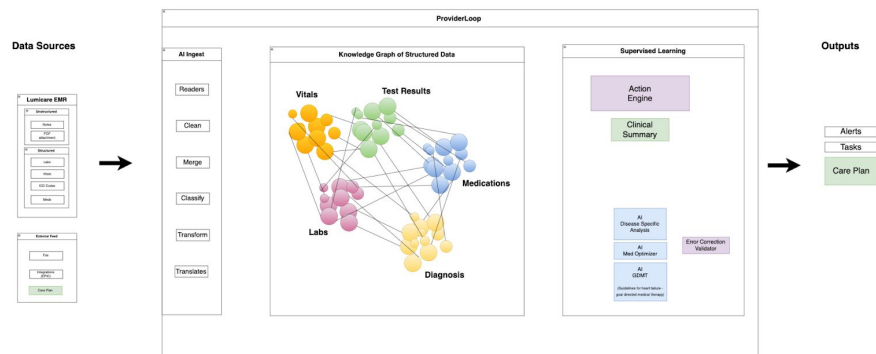 ProviderLoop
Data Sources
Lumicare EMR
Unstructured
Notes
PDF
attachment
Structured
Labs
Vitals
ICD Codes
Meds
External Feed
Fax
Integrations
(EPIC)
Care Plan
AI Ingest
Readers
Clean
Merge
Classify
Transform
Translates
Knowledge Graph of Structured Data
Vitals
Test Results
Medications
Labs
Diagnosis
Supervised Learning
Action
Engine
Clinical
Summary
AI
Disease Specific
Analysis
AI
Med Optimizer
AI
GDMT
(Guidelines for heart failure -
goal directed medical therapy)
Error Correction
Validator
Outputs
Alerts
Tasks
Care Plan